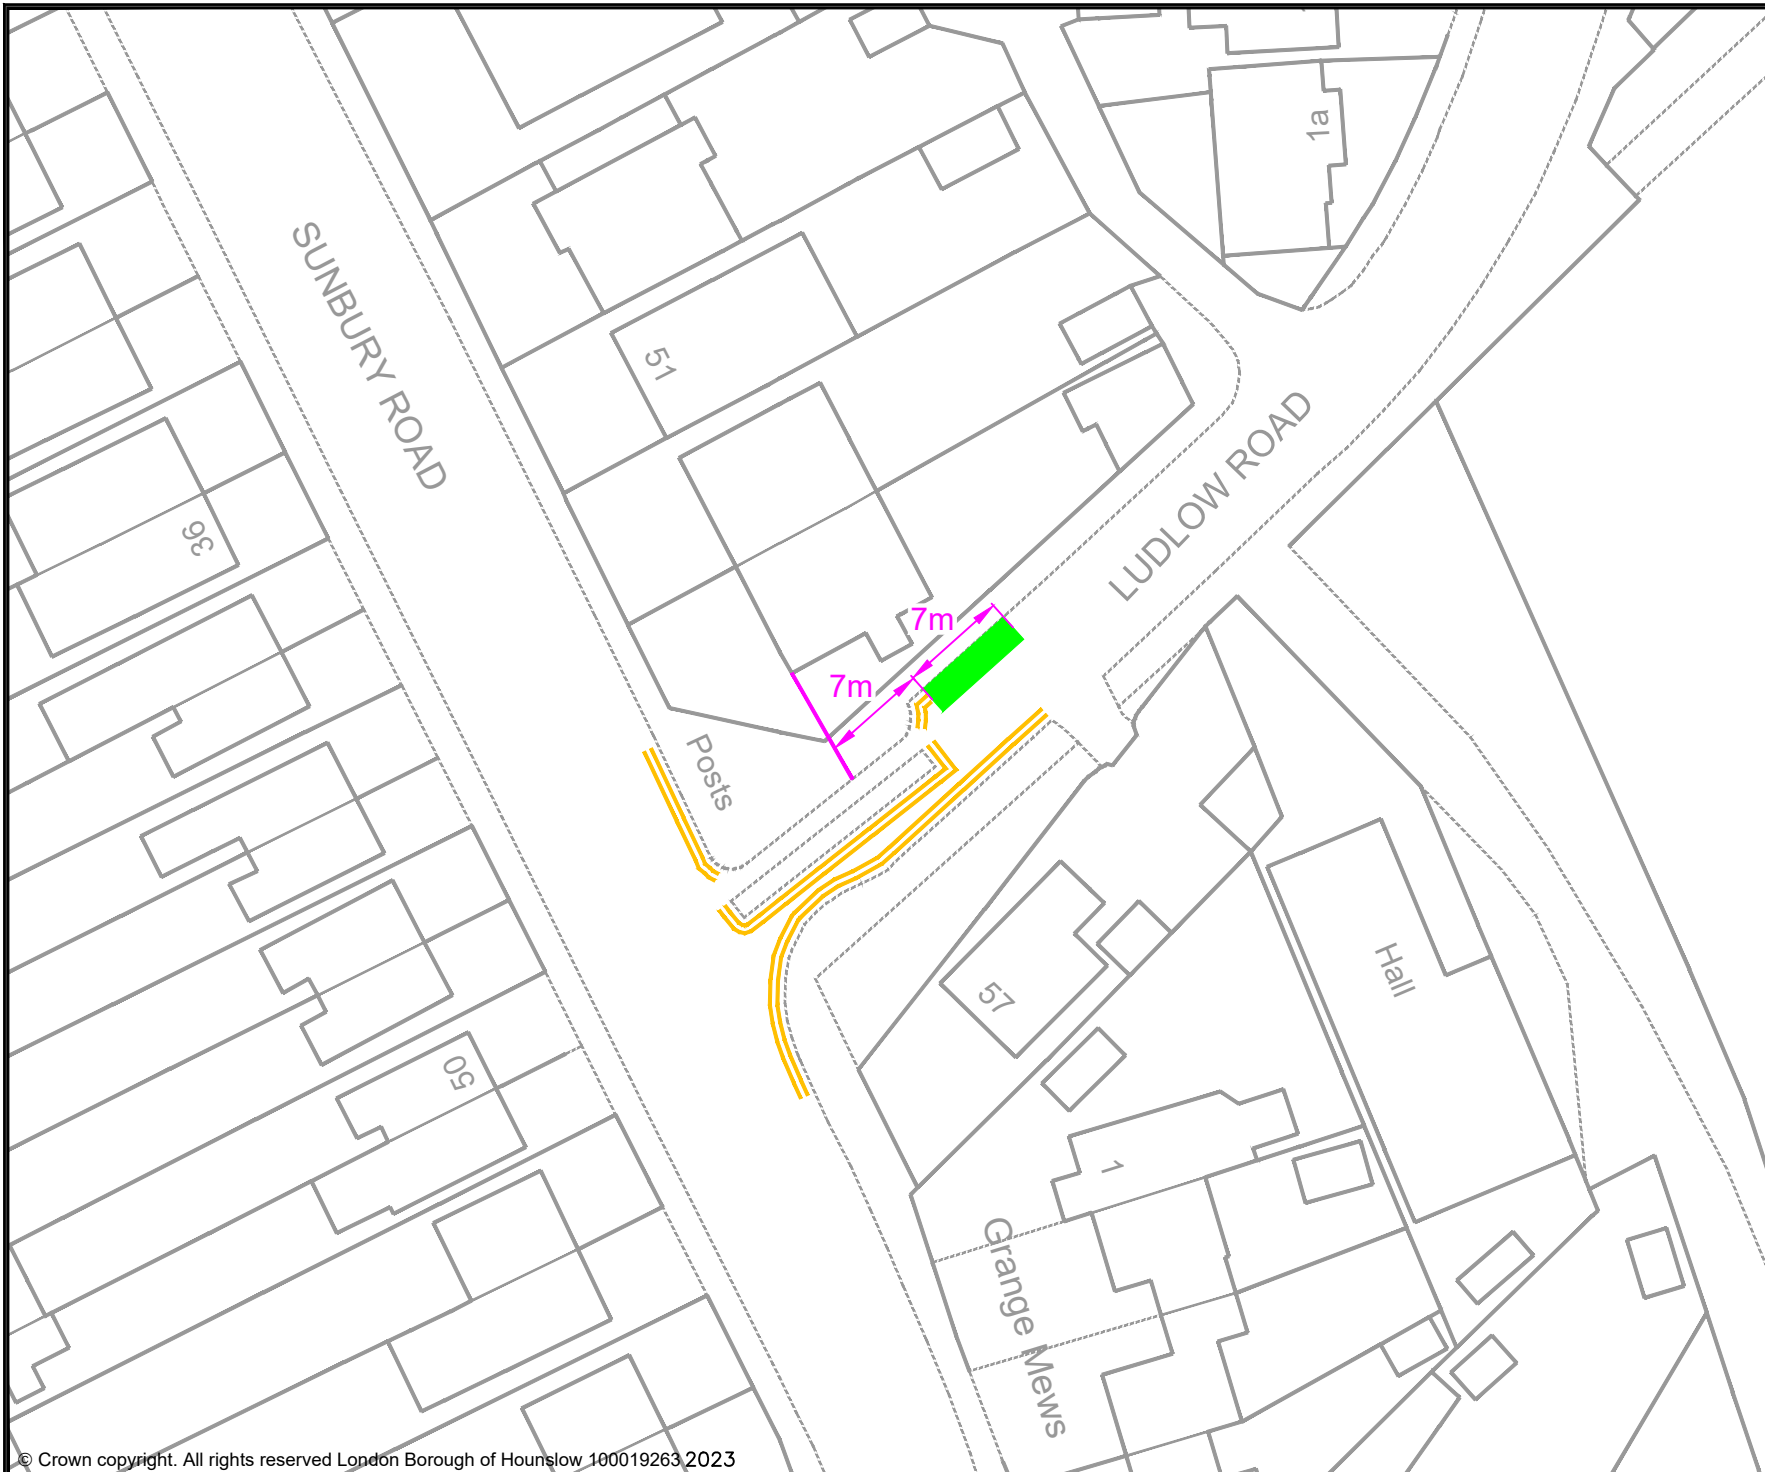 1a
SUNBURY ROAD
51
LUDLOW ROAD
36
7m
7m
Posts
Hall
57
50
1
Grange Mews
© Crown copyright. All rights reserved London Borough of Hounslow 100019263 2023